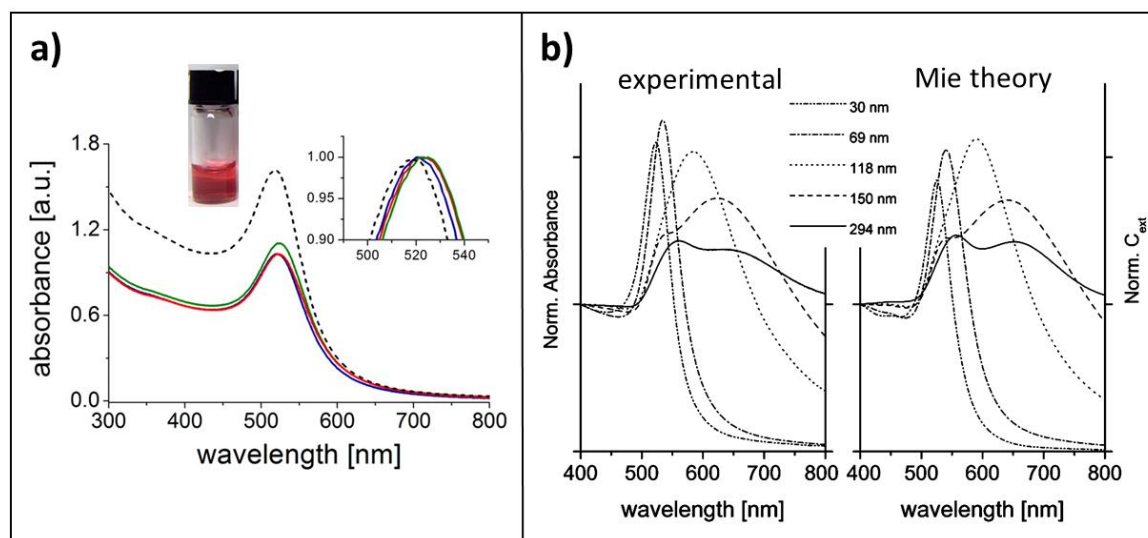 a)
absorbance [a.u.]
1.8
1.2
0.6
0.0
300 400 500 600 700 800
wavelength [nm]
1.00
0.95
0.90
500 520 540
b)
experimental
Mie theory
30 nm
69 nm
118 nm
150 nm
294 nm
Norm. Absorbance
Norm. C_ext
400 500 600 700 800
wavelength [nm]
400 500 600 700 800
wavelength [nm]